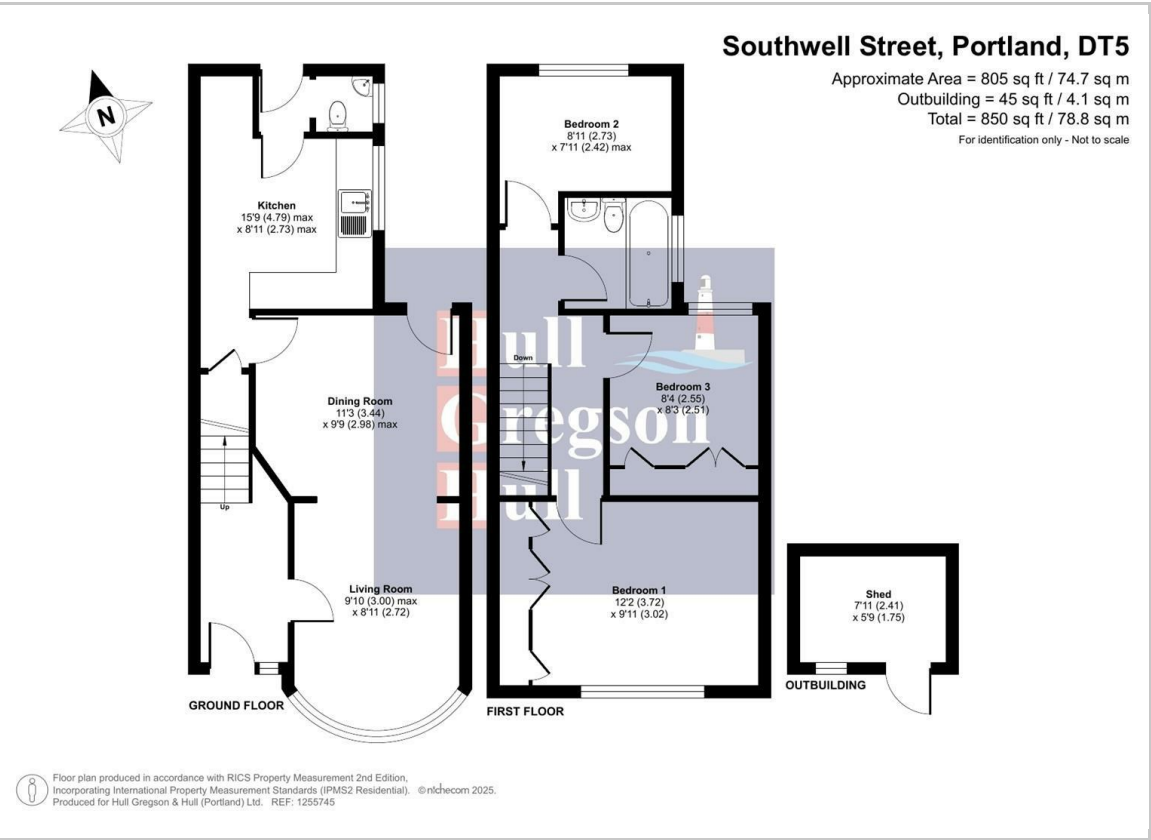 Southwell Street, Portland, DT5
Approximate Area = 805 sq ft / 74.7 sq m
Outbuilding = 45 sq ft / 4.1 sq m
Total = 850 sq ft / 78.8 sq m
For identification only - Not to scale
N
Kitchen
15'9 (4.79) max
x 8'11 (2.73) max
Dining Room
11'3 (3.44)
x 9'9 (2.98) max
Up
Living Room
9'10 (3.00) max
x 8'11 (2.72)
GROUND FLOOR
Bedroom 2
8'11 (2.73)
x 7'11 (2.42) max
Down
Bedroom 3
8'4 (2.55)
x 8'3 (2.51)
Bedroom 1
12'2 (3.72)
x 9'11 (3.02)
FIRST FLOOR
Hull
Gregson
Hull
Shed
7'11 (2.41)
x 5'9 (1.75)
OUTBUILDING
Floor plan produced in accordance with RICS Property Measurement 2nd Edition,
Incorporating International Property Measurement Standards (IPMS2 Residential). ©nichecom 2025.
Produced for Hull Gregson & Hull (Portland) Ltd. REF: 1255745